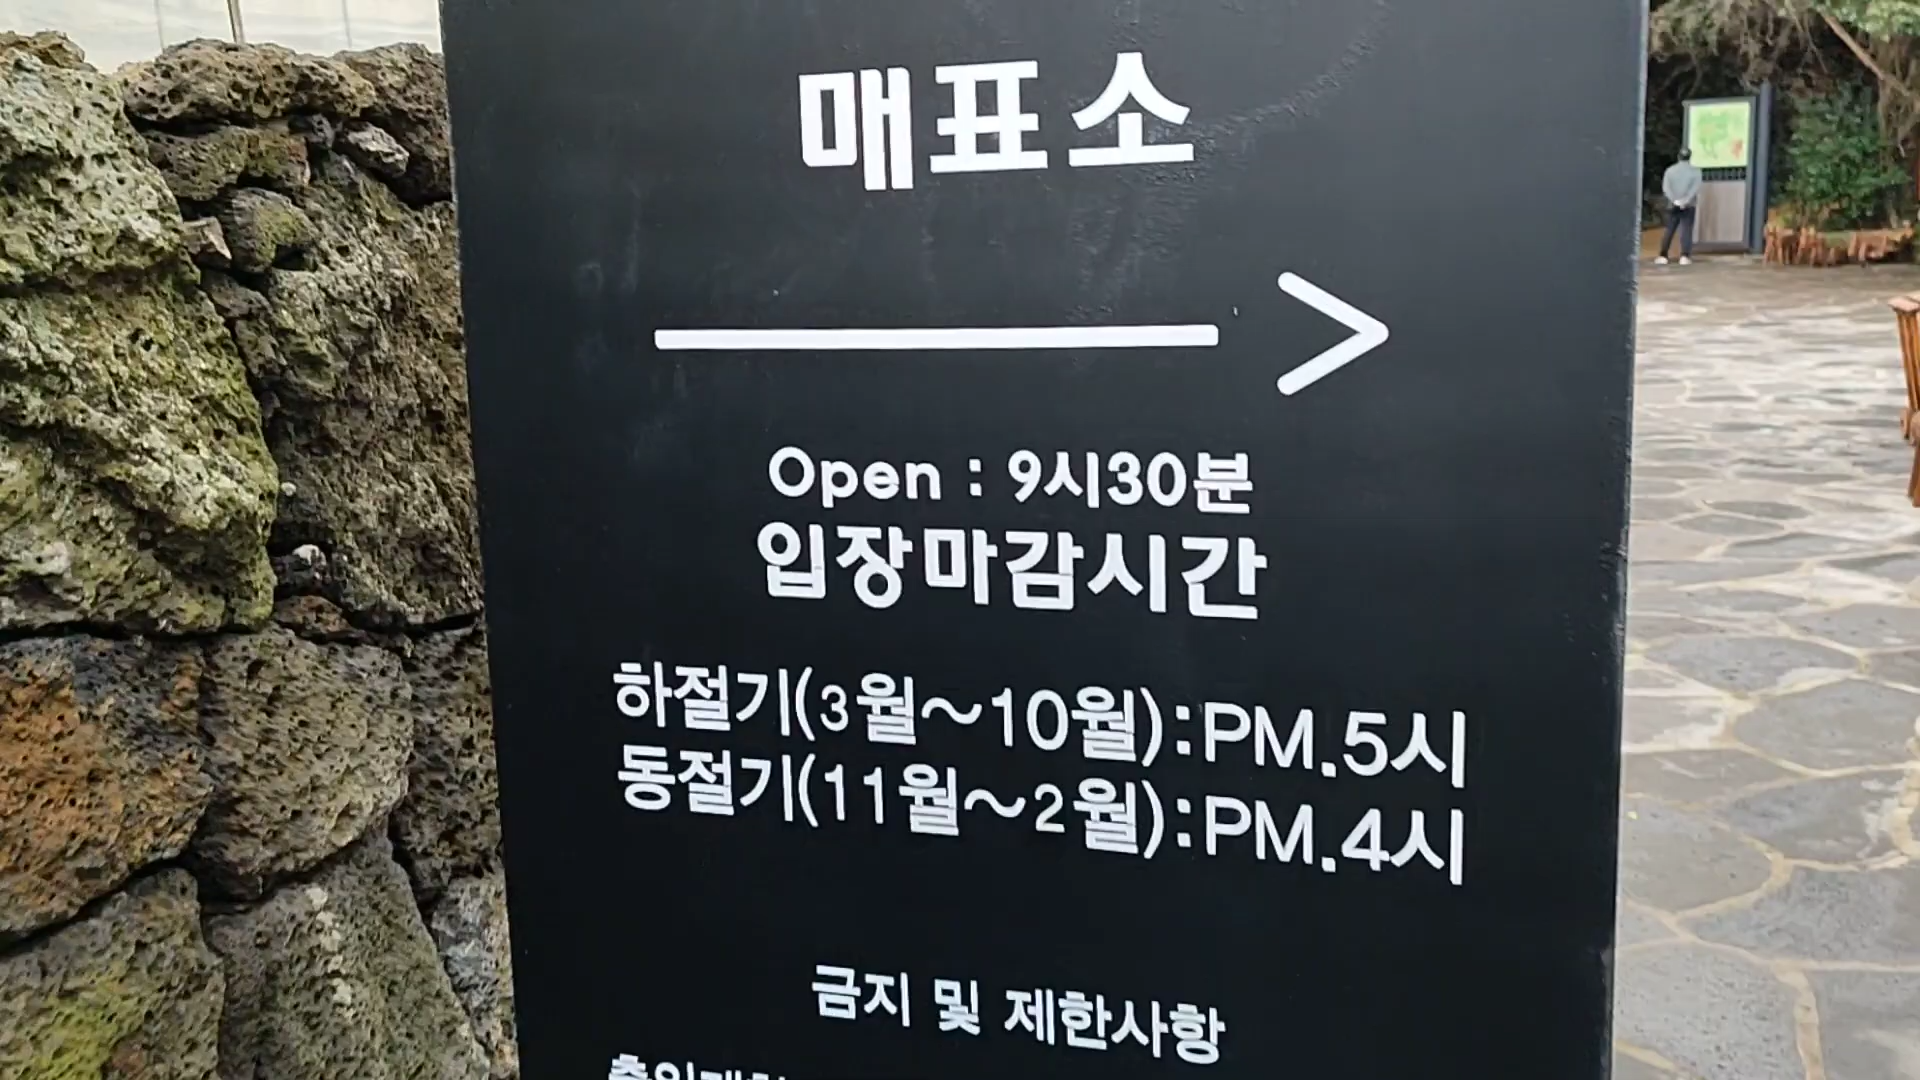 매표소
Open : 9시30분
입장마감시간
하절기(3월~10월):PM.5시
동절기(11월~2월):PM.4시
금지 및 제한사항